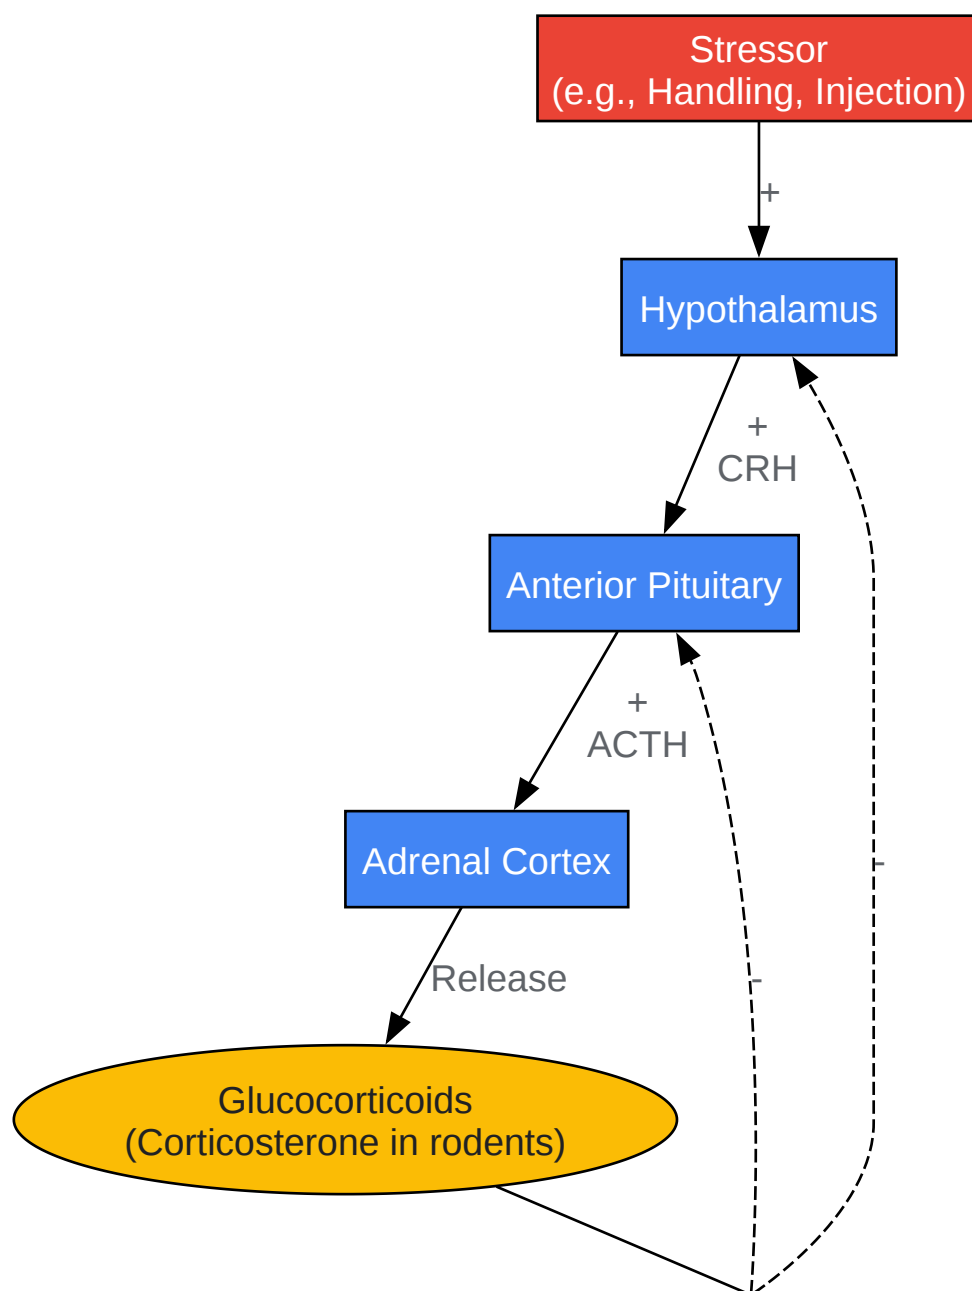 Stressor
(e.g., Handling, Injection)
+
Hypothalamus
+
CRH
Anterior Pituitary
+
ACTH
Adrenal Cortex
-
Release
-
Glucocorticoids
(Corticosterone in rodents)